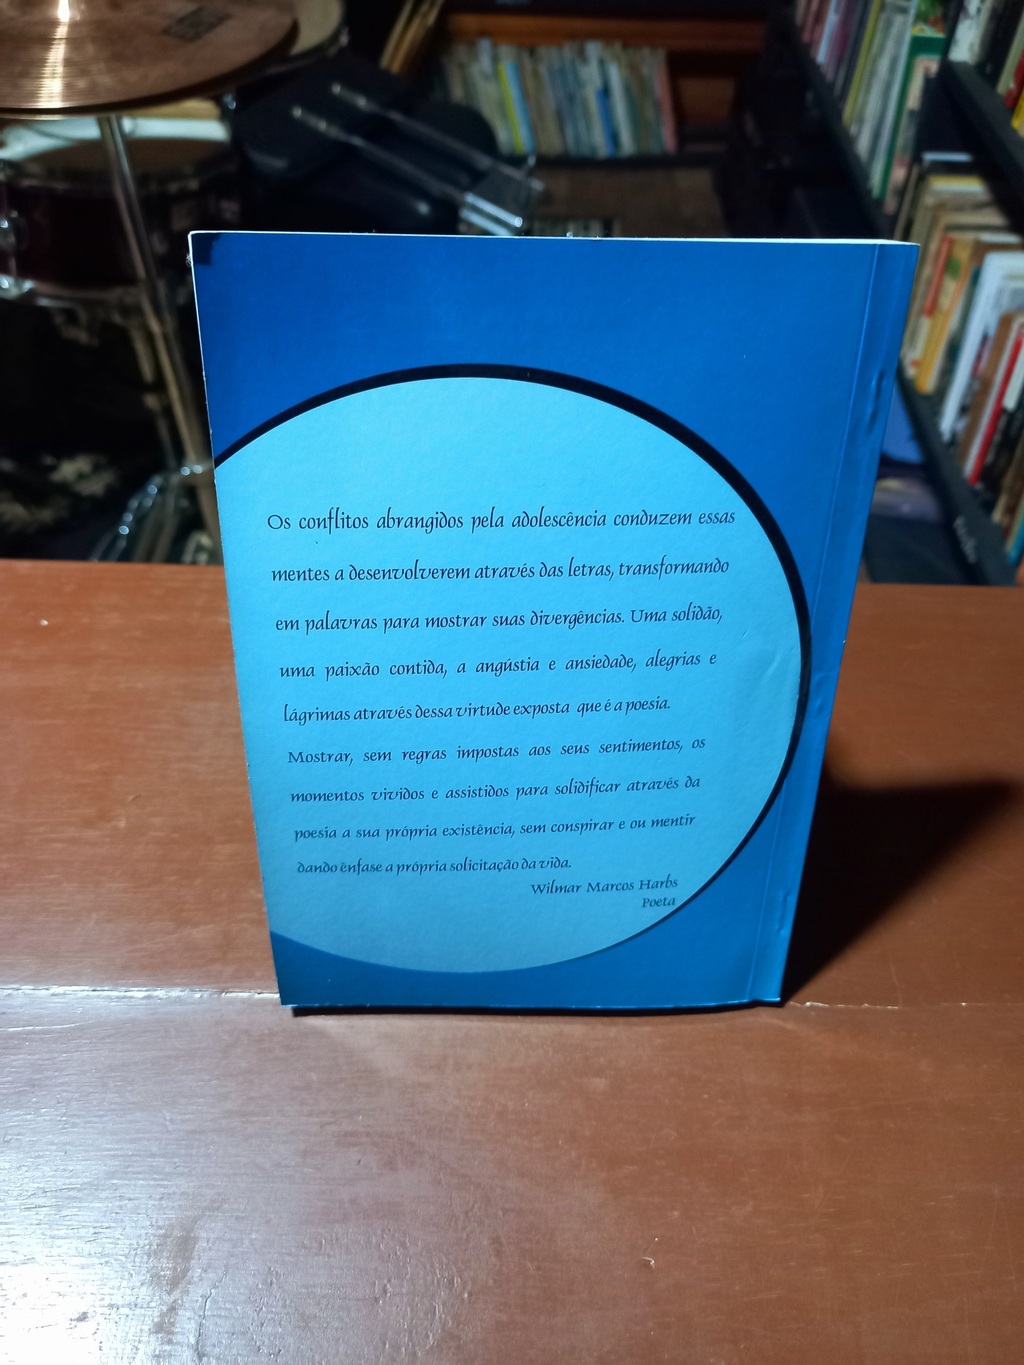 Os conflitos abrangidos pela adolescência conduzem essas
mentes a desenvolverem através das letras, transformando
em palavras para mostrar suas divergências. Uma solidão,
uma paixão contida, a angústia e ansiedade, alegrias e
lágrimas através dessa virtude exposta que é a poesia.
Mostrar, sem regras impostas aos seus sentimentos, os
momentos vividos e assistidos para solidificar através da
poesia a sua própria existência, sem conspirar e ou mentir
dando ênfase a própria solicitação da vida.
Wilmar Marcos Harbs
Poeta